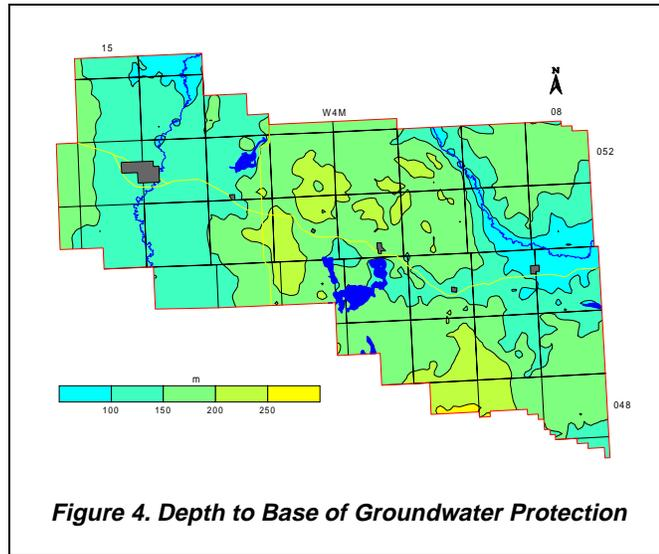 15
N
W4M
08
052
m
100 150 200 250
048
Figure 4. Depth to Base of Groundwater Protection